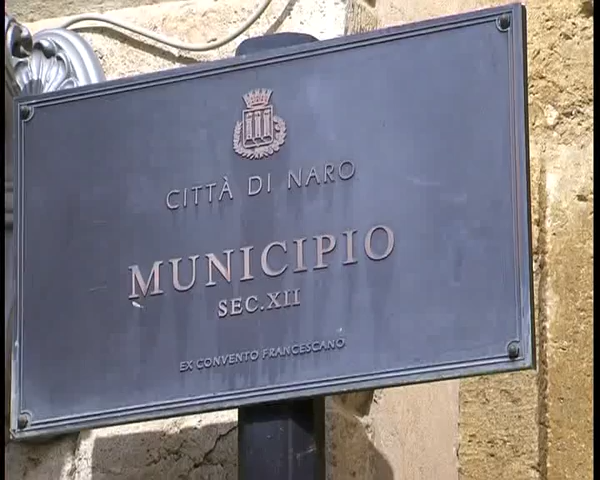 CITTÀ DI NARO
MUNICIPIO
SEC.XII
EX CONVENTO FRANCESCANO